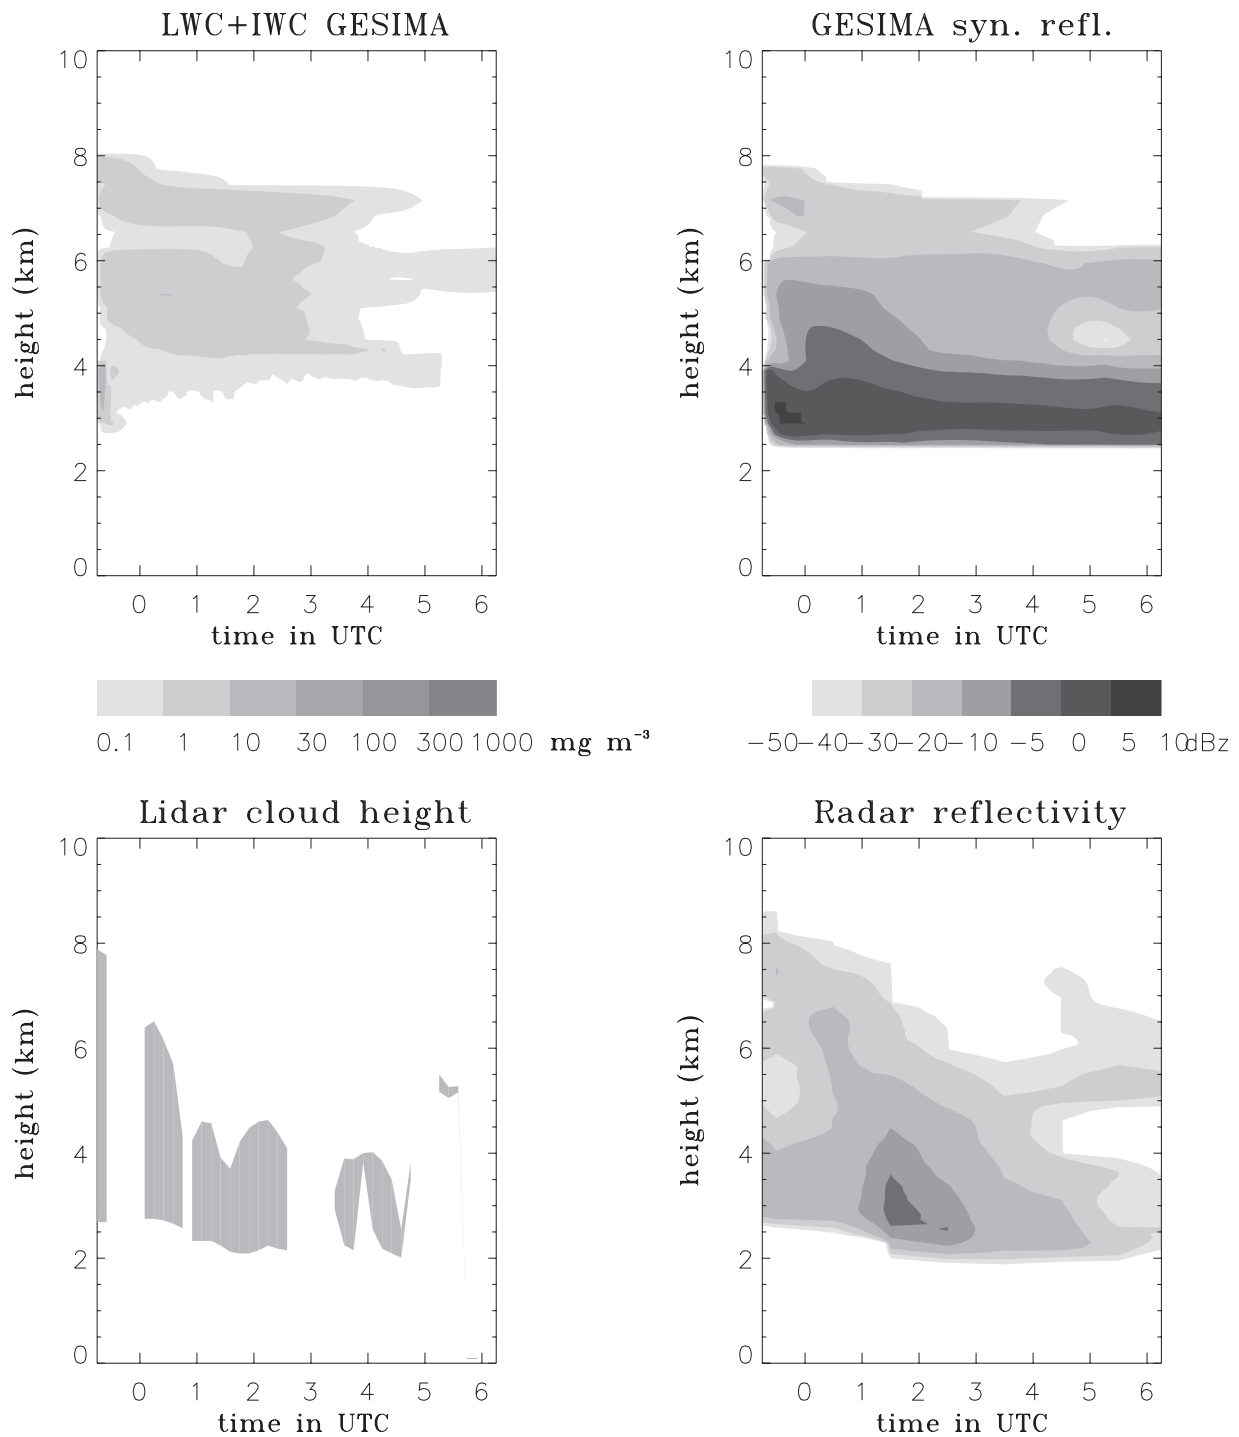 LWC+IWC GESIMA
GESIMA syn. refl.
10
8
6
4
2
0
height (km)
0 1 2 3 4 5 6
time in UTC
10
8
6
4
2
0
height (km)
0 1 2 3 4 5 6
time in UTC
0.1 1 10 30 100 300 1000 mg m⁻³
−50 −40 −30 −20 −10 −5 0 5 10 dBz
Lidar cloud height
Radar reflectivity
10
8
6
4
2
0
height (km)
0 1 2 3 4 5 6
time in UTC
10
8
6
4
2
0
height (km)
0 1 2 3 4 5 6
time in UTC